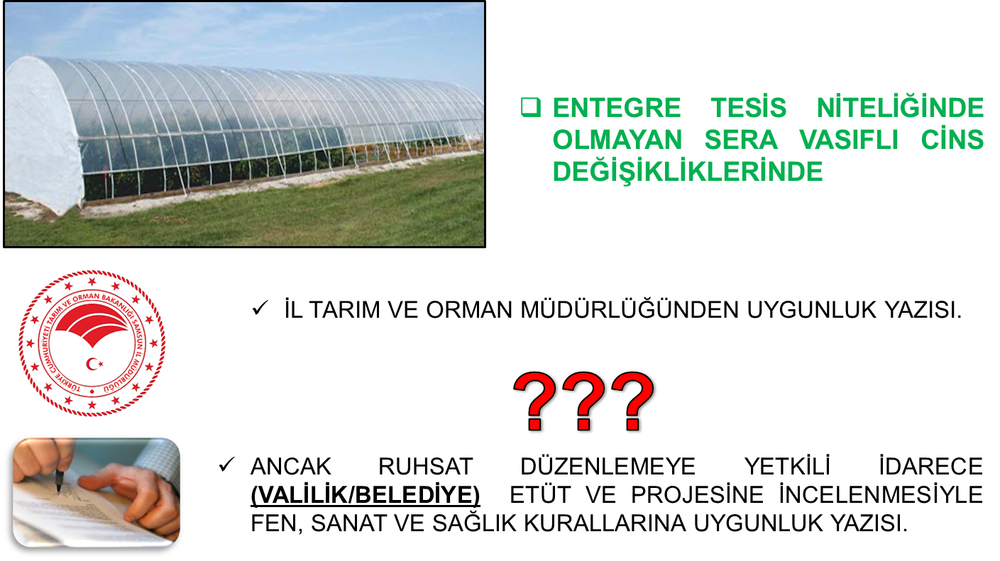 ENTEGRE TESİS NİTELİĞİNDE
OLMAYAN SERA VASIFLI CİNS
DEĞİŞİKLİKLERİNDE
TÜRKİYE CUMHURİYETİ TARIM VE ORMAN BAKANLIĞI SAMSUN İL MÜDÜRLÜĞÜ
İL TARIM VE ORMAN MÜDÜRLÜĞÜNDEN UYGUNLUK YAZISI.
???
ANCAK RUHSAT DÜZENLEMEYE YETKİLİ İDARECE
(VALİLİK/BELEDİYE) ETÜT VE PROJESİNE İNCELENMESİYLE
FEN, SANAT VE SAĞLIK KURALLARINA UYGUNLUK YAZISI.